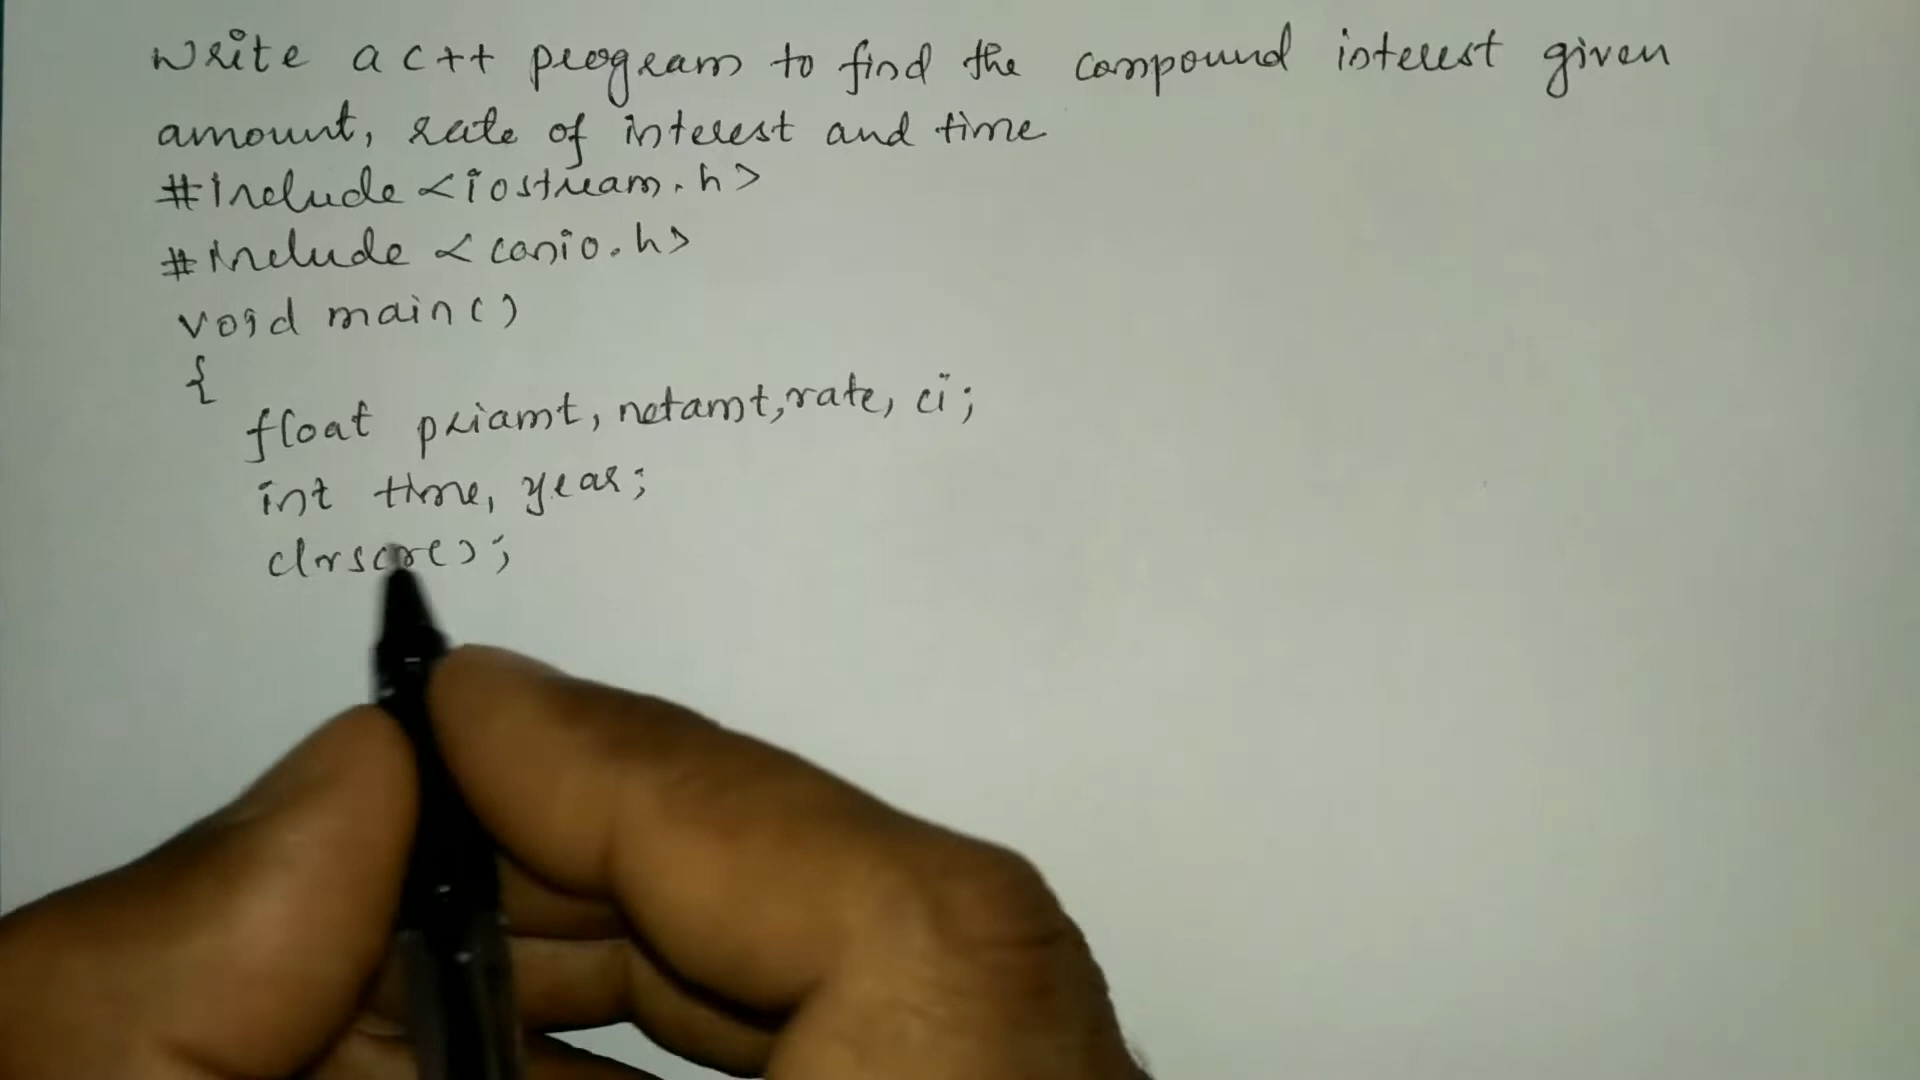 Write a c++ program to find the compound interest given
amount, rate of interest and time
#include <iostream.h>
#include <conio.h>
void main()
{
float priamt, netamt, rate, ci;
int time, year;
clrscr();